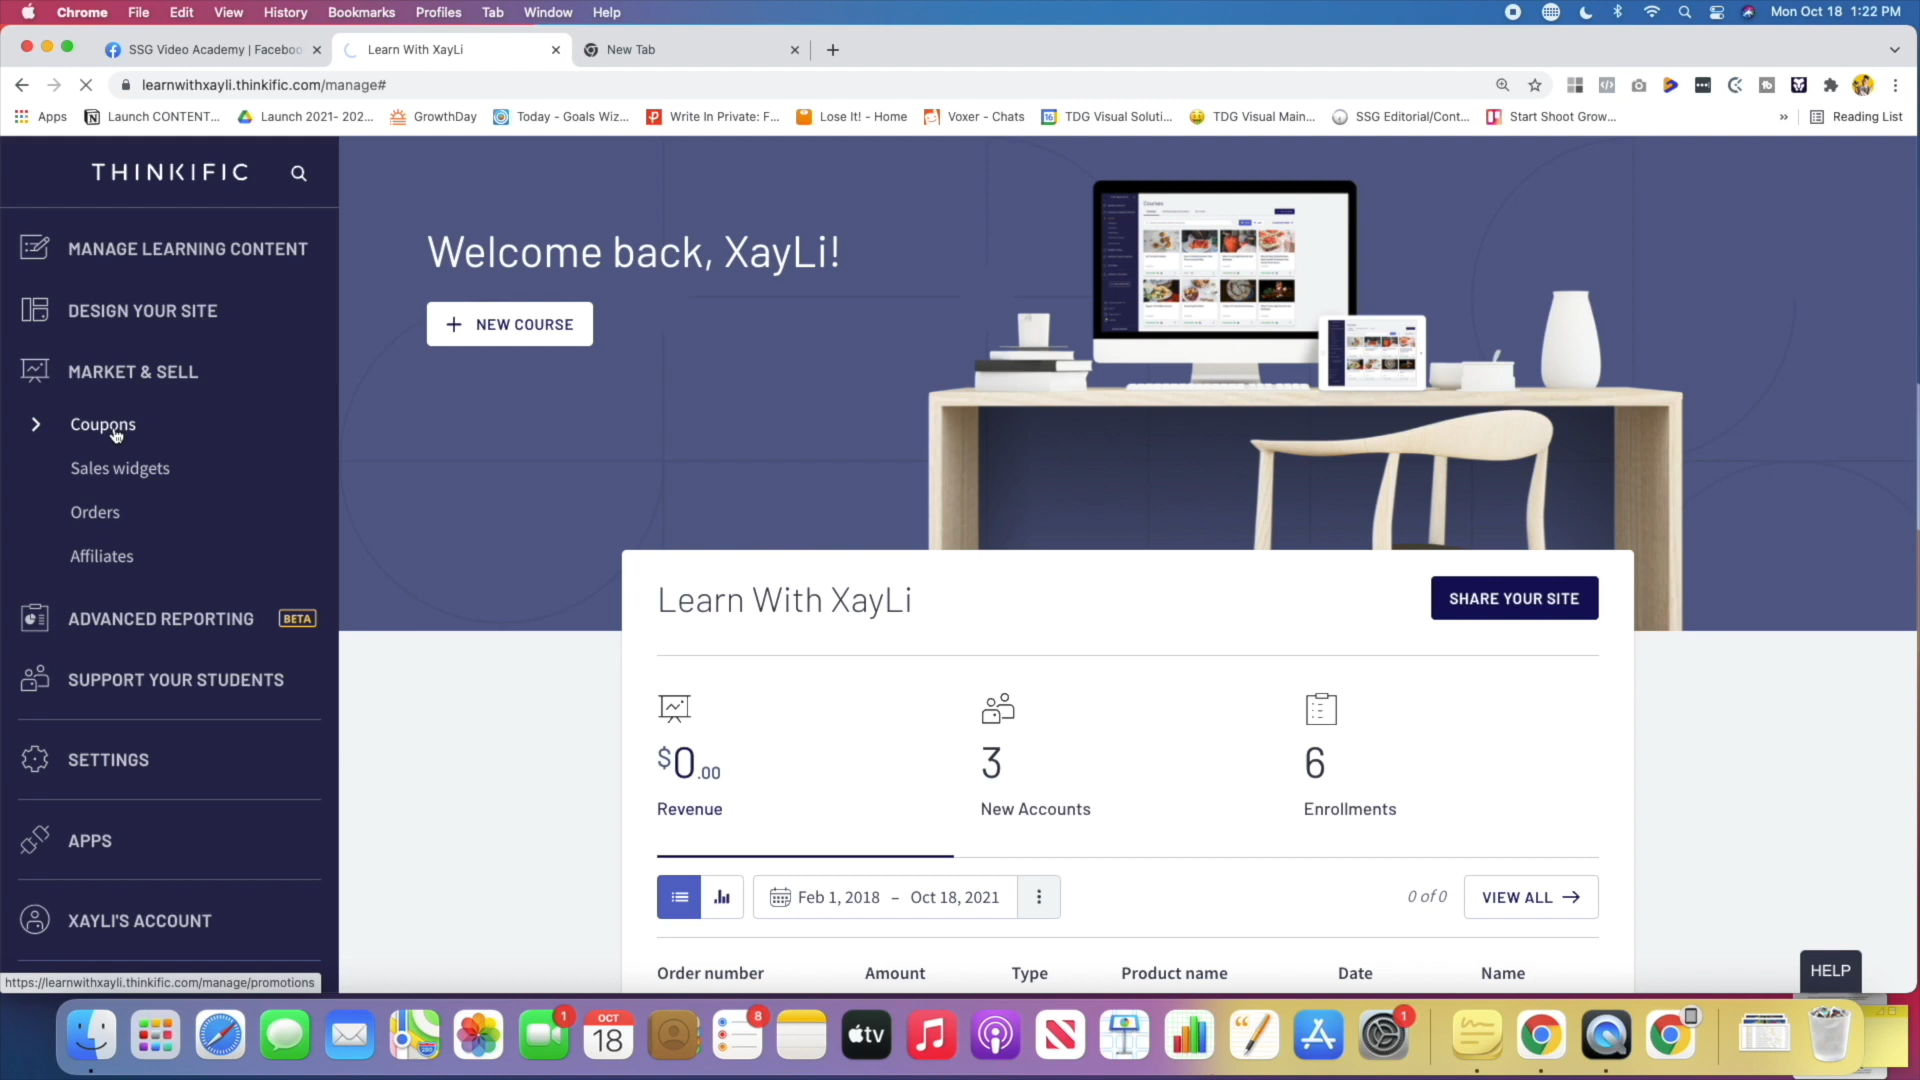 Chrome File Edit View History Bookmarks Profiles Tab Window Help Mon Oct 18 1:22 PM
SSG Video Academy | Faceboo Learn With XayLi New Tab
learnwithxayli.thinkific.com/manage#
Apps Launch CONTENT... Launch 2021- 202... GrowthDay Today - Goals Wiz... Write In Private: F... Lose It! - Home Voxer - Chats 16 TDG Visual Soluti... TDG Visual Main... SSG Editorial/Cont... Start Shoot Grow... » Reading List
THINKIFIC
MANAGE LEARNING CONTENT
DESIGN YOUR SITE
MARKET & SELL
Coupons
Sales widgets
Orders
Affiliates
ADVANCED REPORTING BETA
SUPPORT YOUR STUDENTS
SETTINGS
APPS
XAYLI'S ACCOUNT
https://learnwithxayli.thinkific.com/manage/promotions
Welcome back, XayLi!
+ NEW COURSE
Learn With XayLi
SHARE YOUR SITE
$0.00 3 6
Revenue New Accounts Enrollments
Feb 1, 2018 – Oct 18, 2021 0 of 0 VIEW ALL →
Order number Amount Type Product name Date Name
HELP
1 OCT 18 8 tv 1